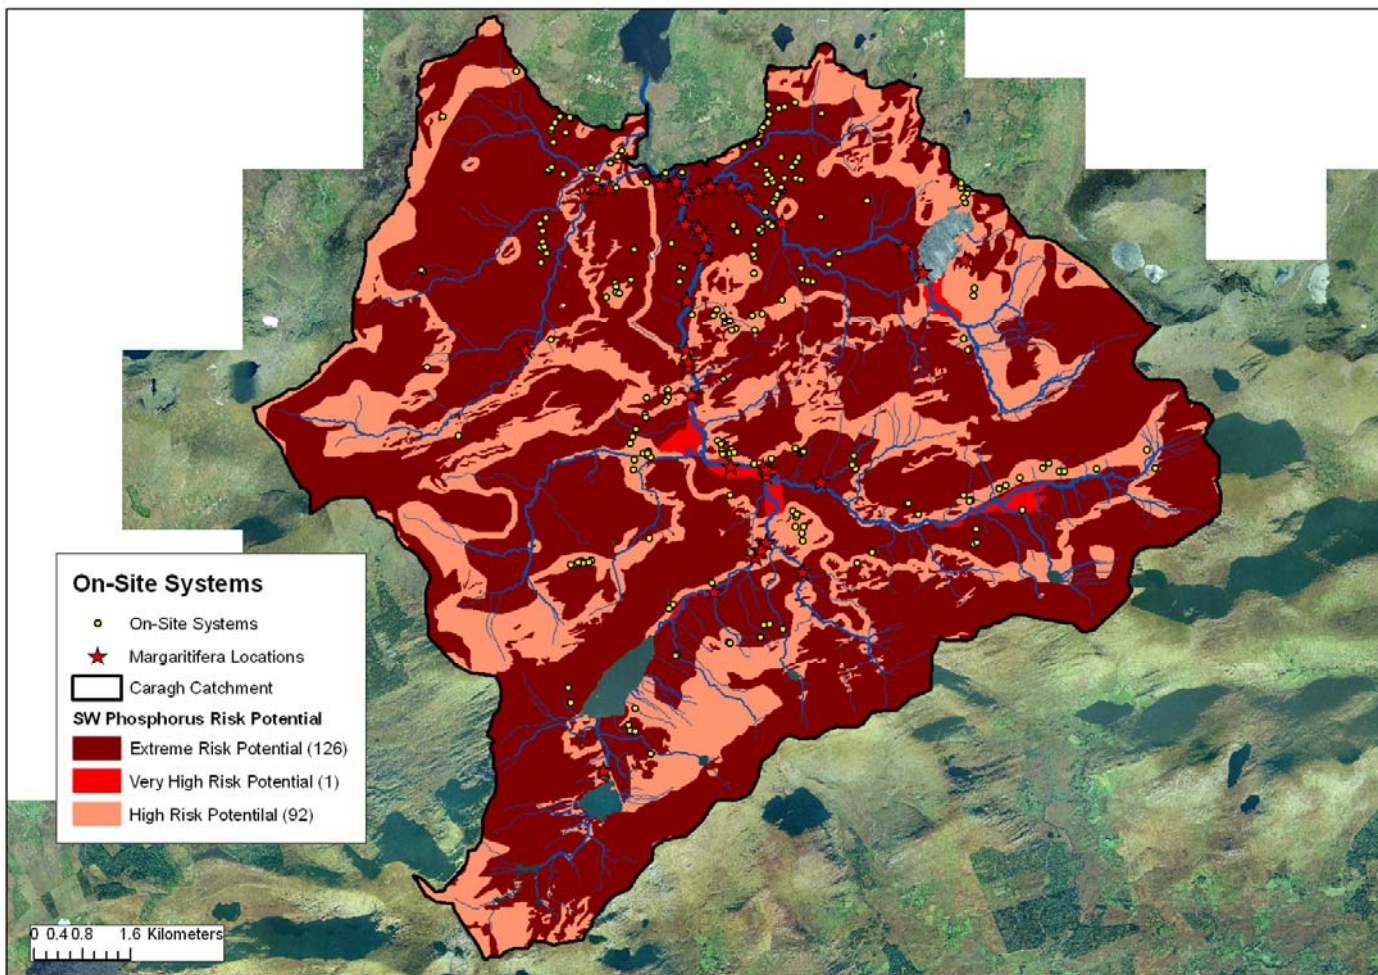 On-Site Systems
On-Site Systems
Margaritifera Locations
Caragh Catchment
SW Phosphorus Risk Potential
Extreme Risk Potential (126)
Very High Risk Potential (1)
High Risk Potentilal (92)
0 0.4 0.8 1.6 Kilometers